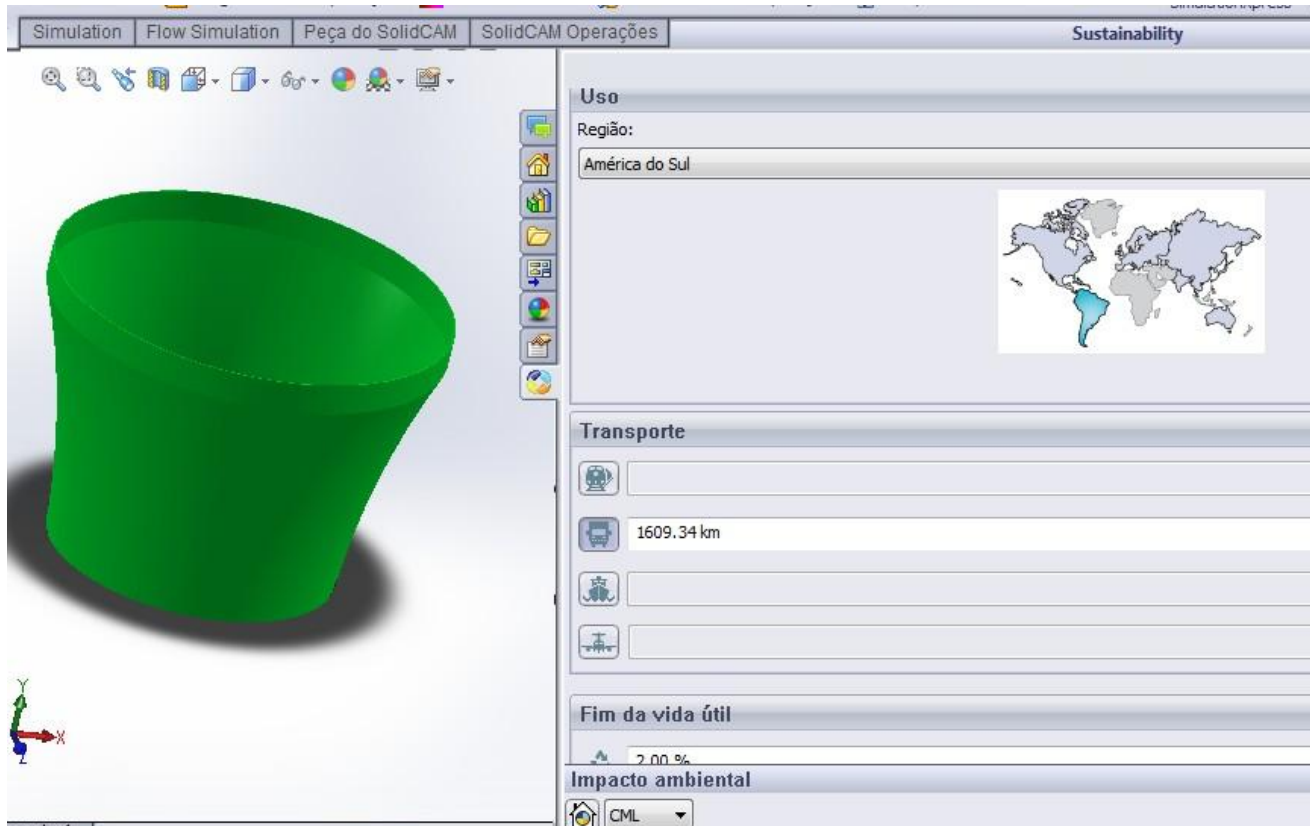 Simulation Flow Simulation Peça do SolidCAM SolidCAM Operações
Sustainability
Uso
Região:
América do Sul
Transporte
1609.34 km
Fim da vida útil
2.00 %
Impacto ambiental
CML
Y
X
Z